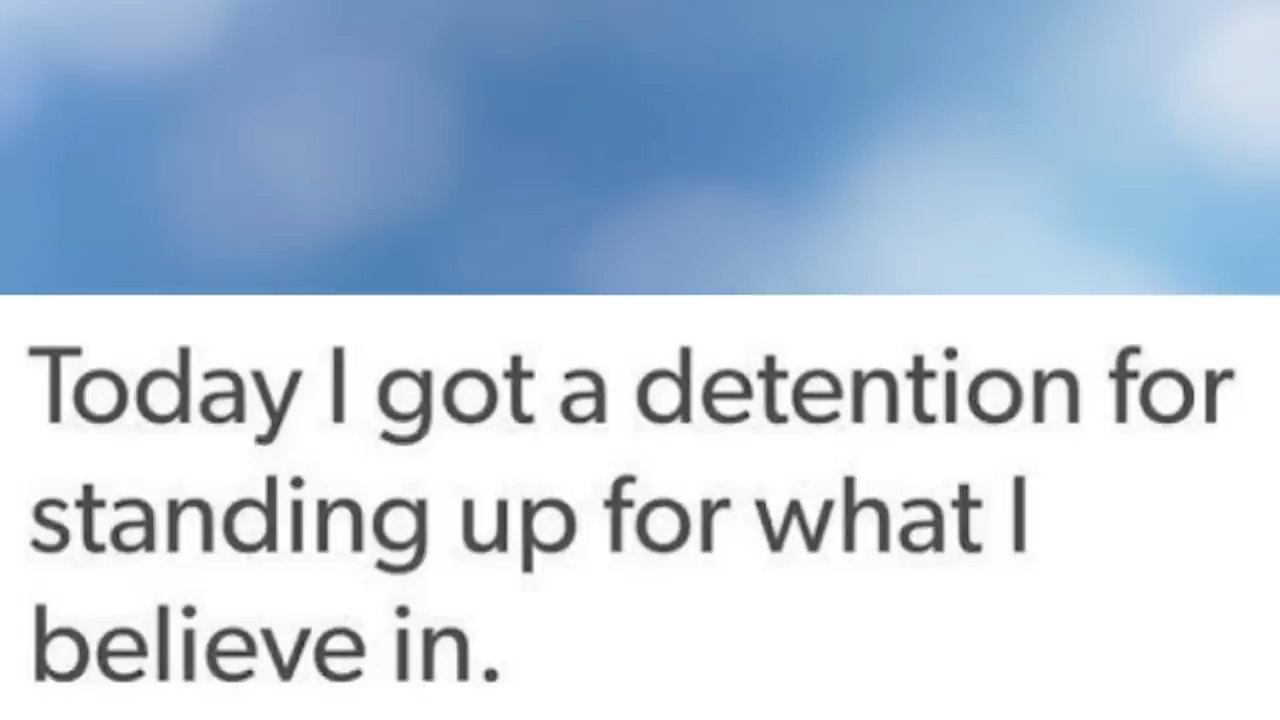 Today I got a detention for
standing up for what I
believe in.